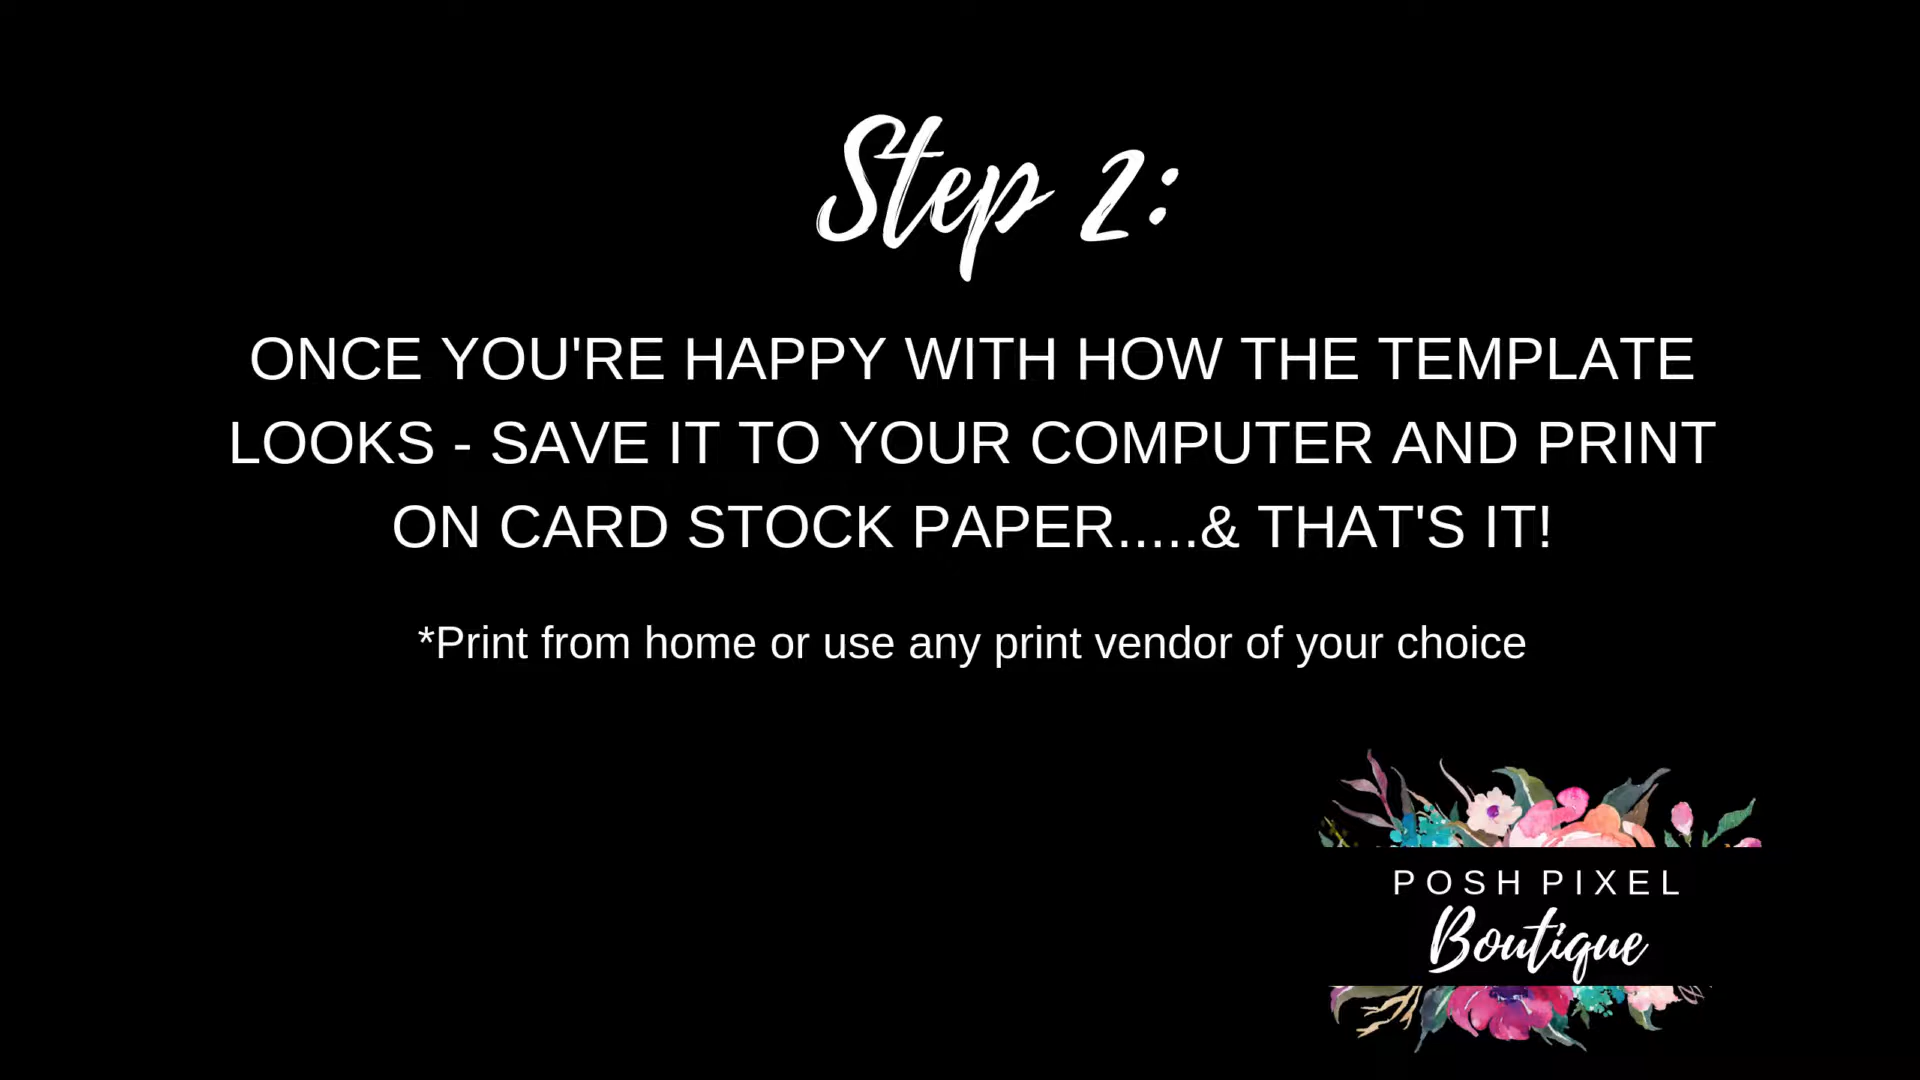 Step 2:
ONCE YOU'RE HAPPY WITH HOW THE TEMPLATE
LOOKS - SAVE IT TO YOUR COMPUTER AND PRINT
ON CARD STOCK PAPER.....& THAT'S IT!
*Print from home or use any print vendor of your choice
POSH PIXEL
Boutique